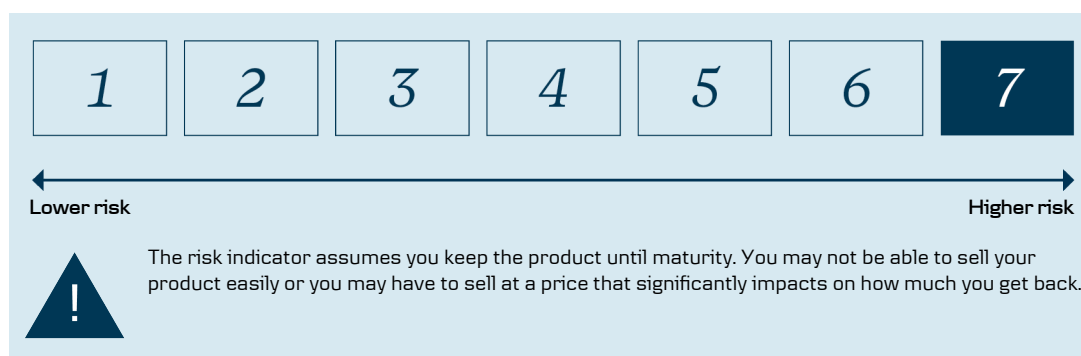 1 2 3 4 5 6 7
Lower risk Higher risk
The risk indicator assumes you keep the product until maturity. You may not be able to sell your
!
product easily or you may have to sell at a price that significantly impacts on how much you get back.